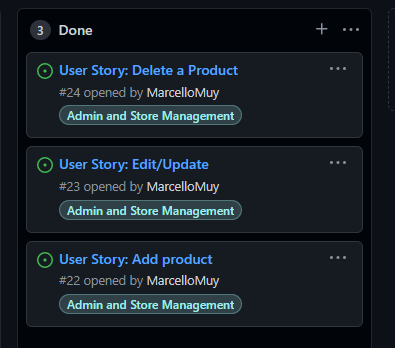 3 Done
User Story: Delete a Product
#24 opened by MarcelloMuy
Admin and Store Management
User Story: Edit/Update
#23 opened by MarcelloMuy
Admin and Store Management
User Story: Add product
#22 opened by MarcelloMuy
Admin and Store Management